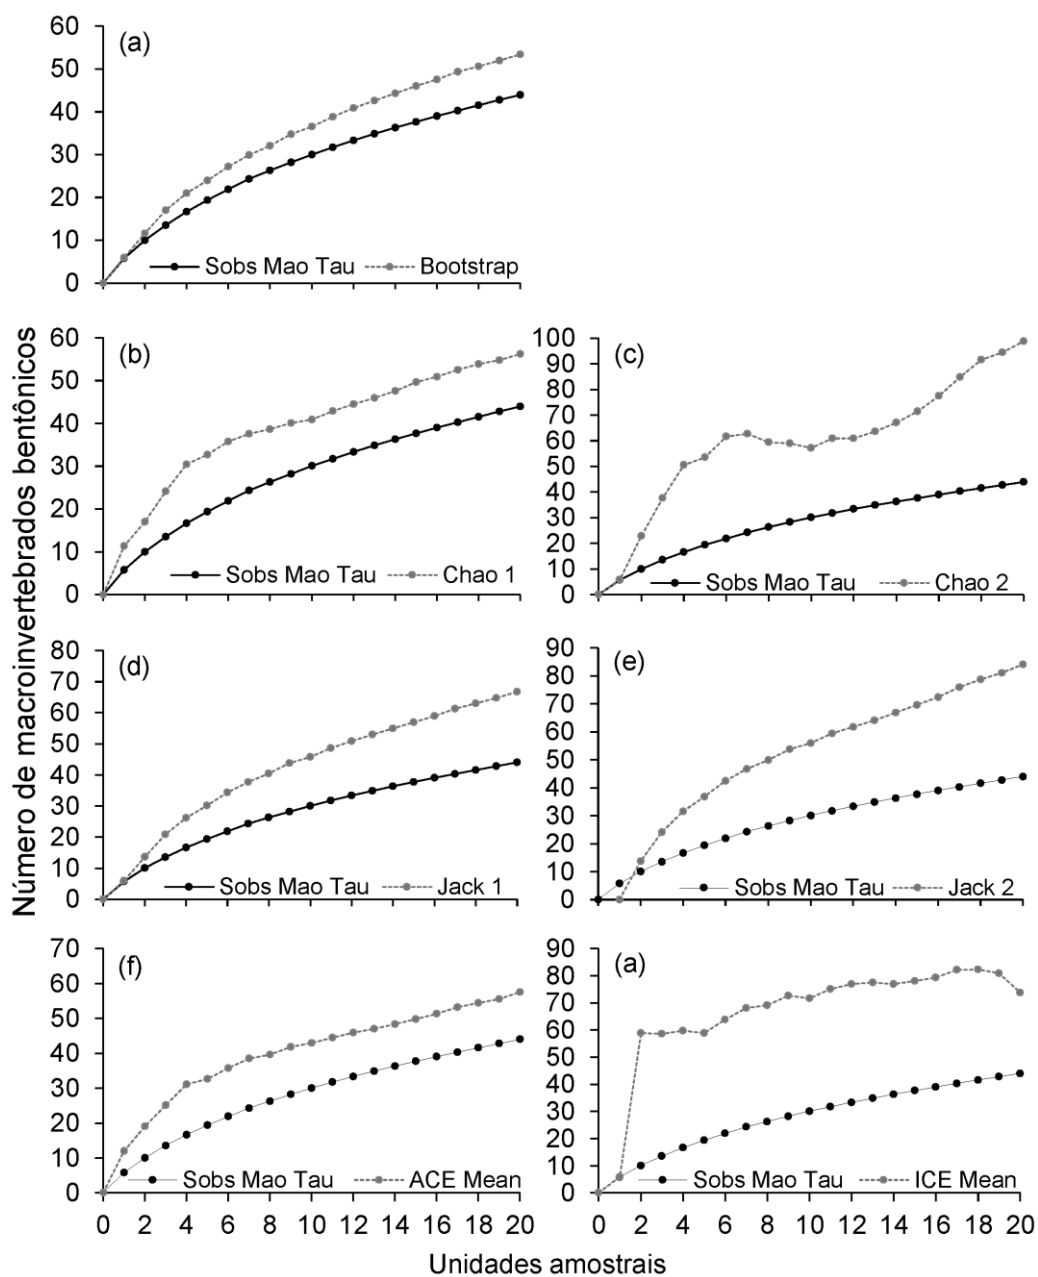 60
(a)
50
40
30
20
10
0
Sobs Mao Tau
Bootstrap
Número de macroinvertebrados bentônicos
60
(b)
50
40
30
20
10
0
Sobs Mao Tau
Chao 1
100
(c)
90
80
70
60
50
40
30
20
10
0
Sobs Mao Tau
Chao 2
80
(d)
70
60
50
40
30
20
10
0
Sobs Mao Tau
Jack 1
90
(e)
80
70
60
50
40
30
20
10
0
Sobs Mao Tau
Jack 2
70
(f)
60
50
40
30
20
10
0
Sobs Mao Tau
ACE Mean
0 2 4 6 8 10 12 14 16 18 20
90
(a)
80
70
60
50
40
30
20
10
0
Sobs Mao Tau
ICE Mean
0 2 4 6 8 10 12 14 16 18 20
Unidades amostrais